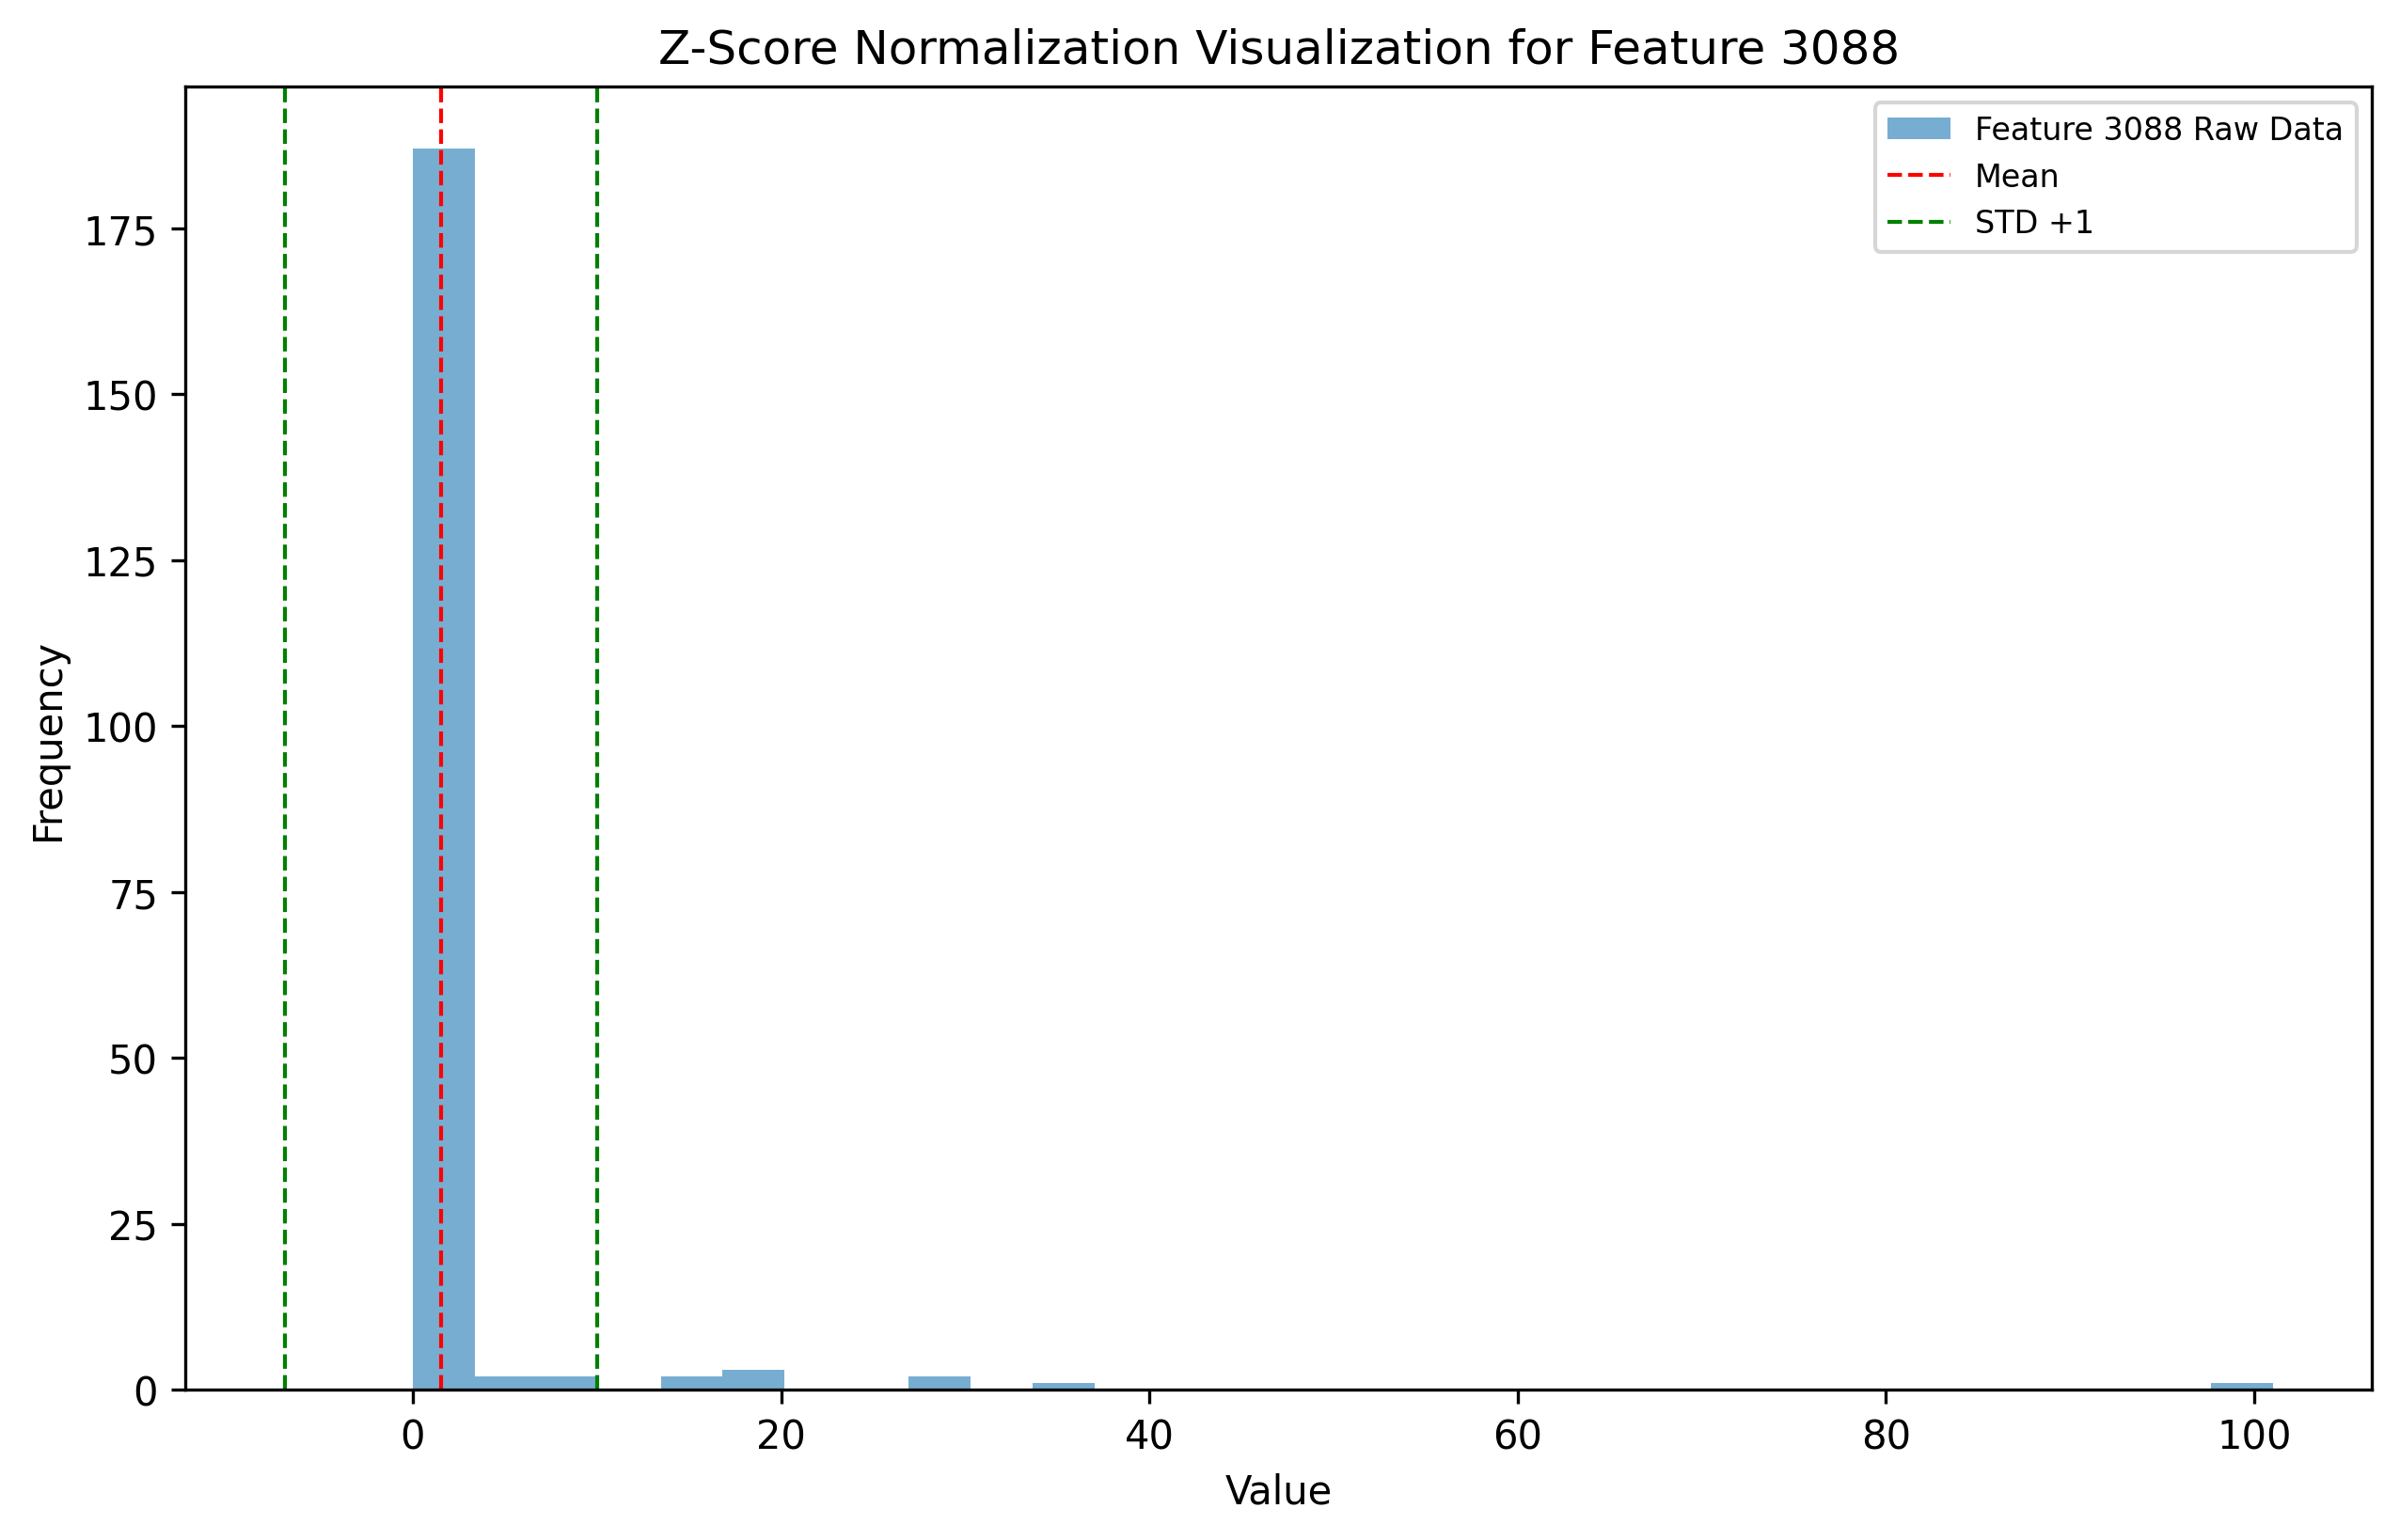 Z-Score Normalization Visualization for Feature 3088
Feature 3088 Raw Data
Mean
STD +1
175
150
125
100
75
50
25
0
Frequency
0 20 40 60 80 100
Value